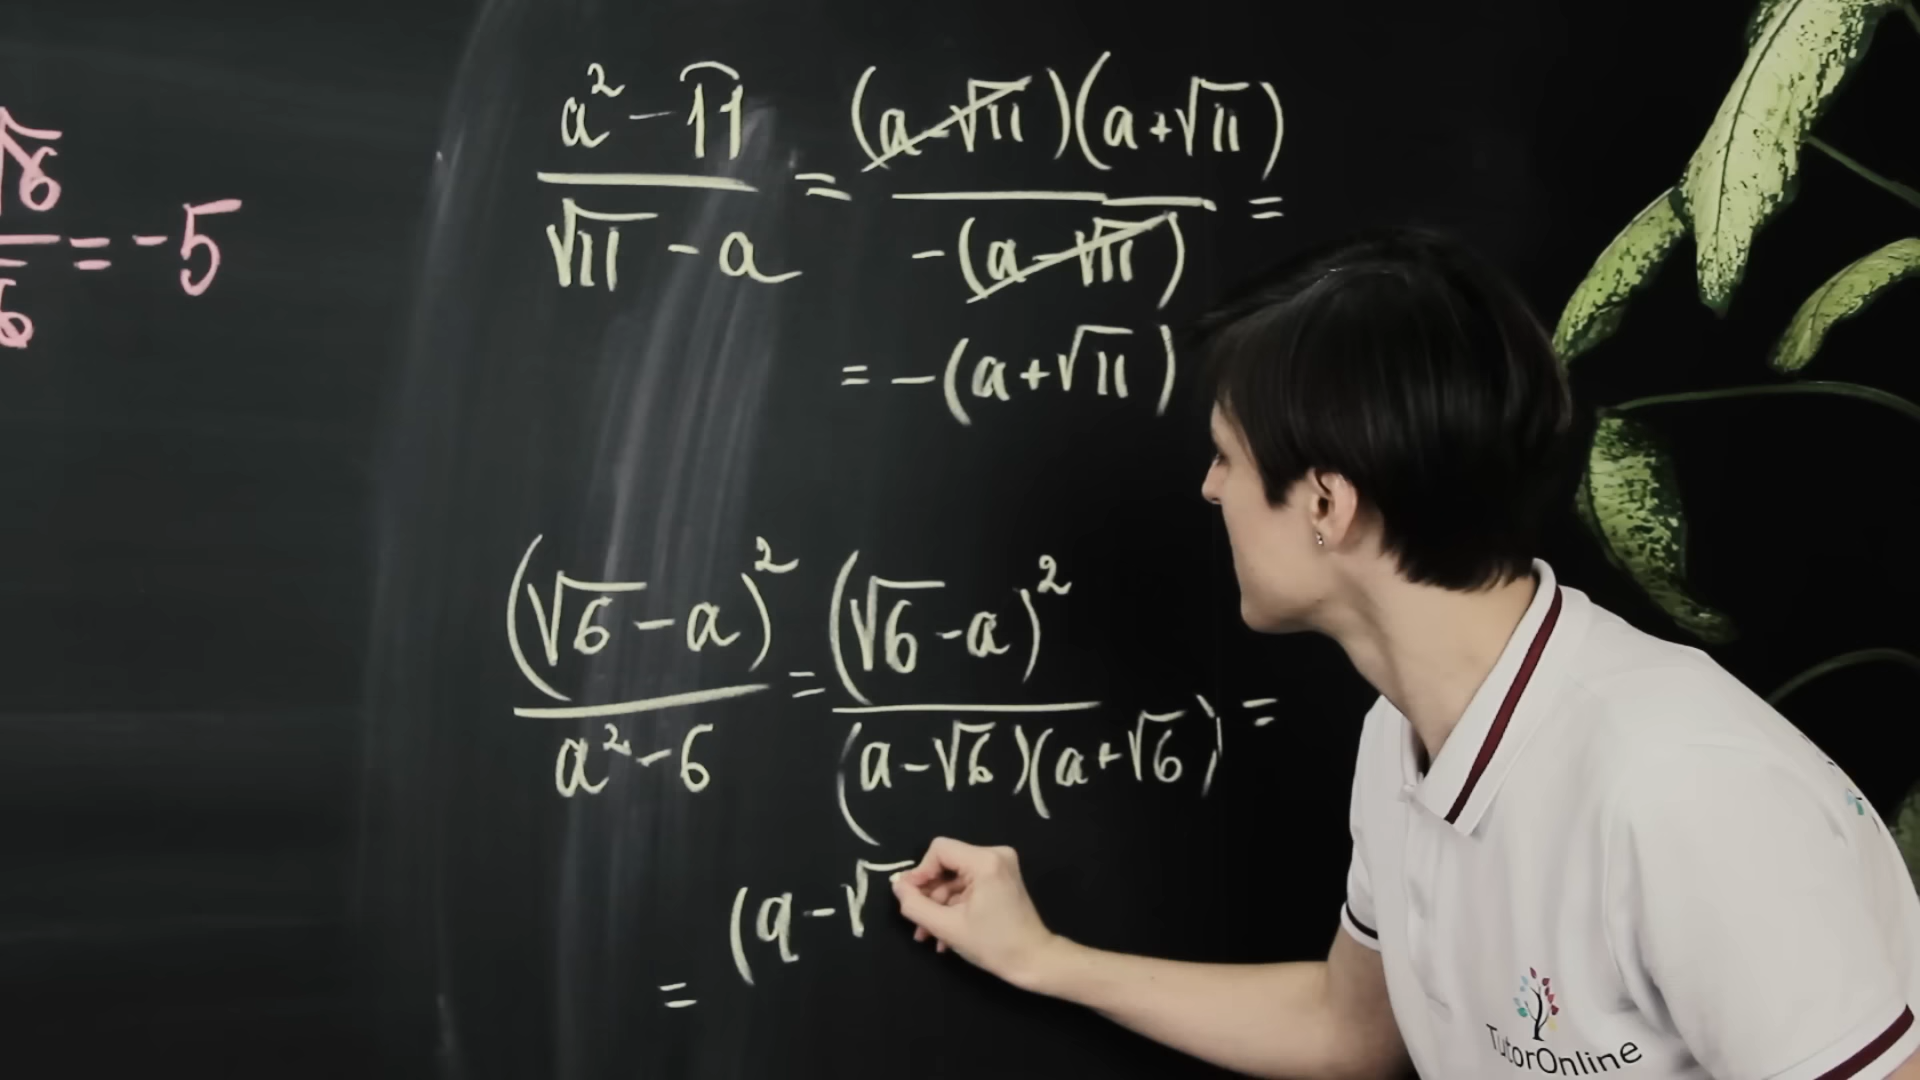 a² - 11 / √11 - a = (a - √11)(a + √11) / -(a - √11) =
= -(a + √11)
(√6 - a)² / a² - 6 = (√6 - a)² / (a - √6)(a + √6) =
= (a - √
= -5
TutorOnline